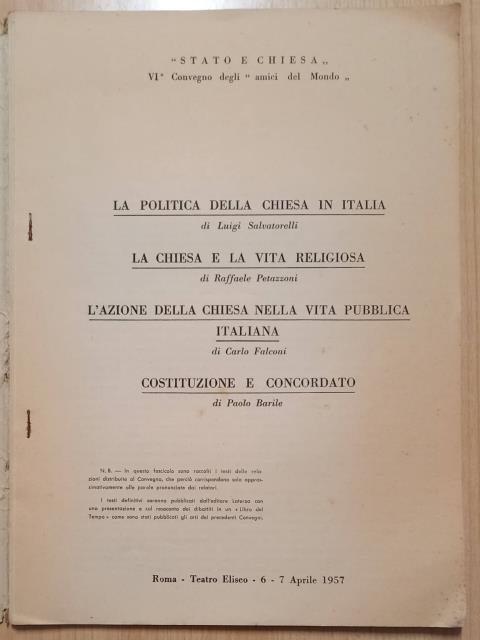 “ STATO E CHIESA „
VI° Convegno degli “ amici del Mondo „
LA POLITICA DELLA CHIESA IN ITALIA
di Luigi Salvatorelli
LA CHIESA E LA VITA RELIGIOSA
di Raffaele Petazzoni
L’AZIONE DELLA CHIESA NELLA VITA PUBBLICA
ITALIANA
di Carlo Falconi
COSTITUZIONE E CONCORDATO
di Paolo Barile
N. B. — In questo fascicolo sono raccolti i testi delle rela-
zioni distribuite al Convegno, che perciò corrispondono solo appros-
simativamente alle parole pronunciate dai relatori.
I testi definitivi saranno pubblicati dall’editore Laterza con
una presentazione e col resoconto dei dibattiti in un « Libro del
Tempo » come sono stati pubblicati gli atti dei precedenti Convegni.
Roma - Teatro Eliseo - 6 - 7 Aprile 1957